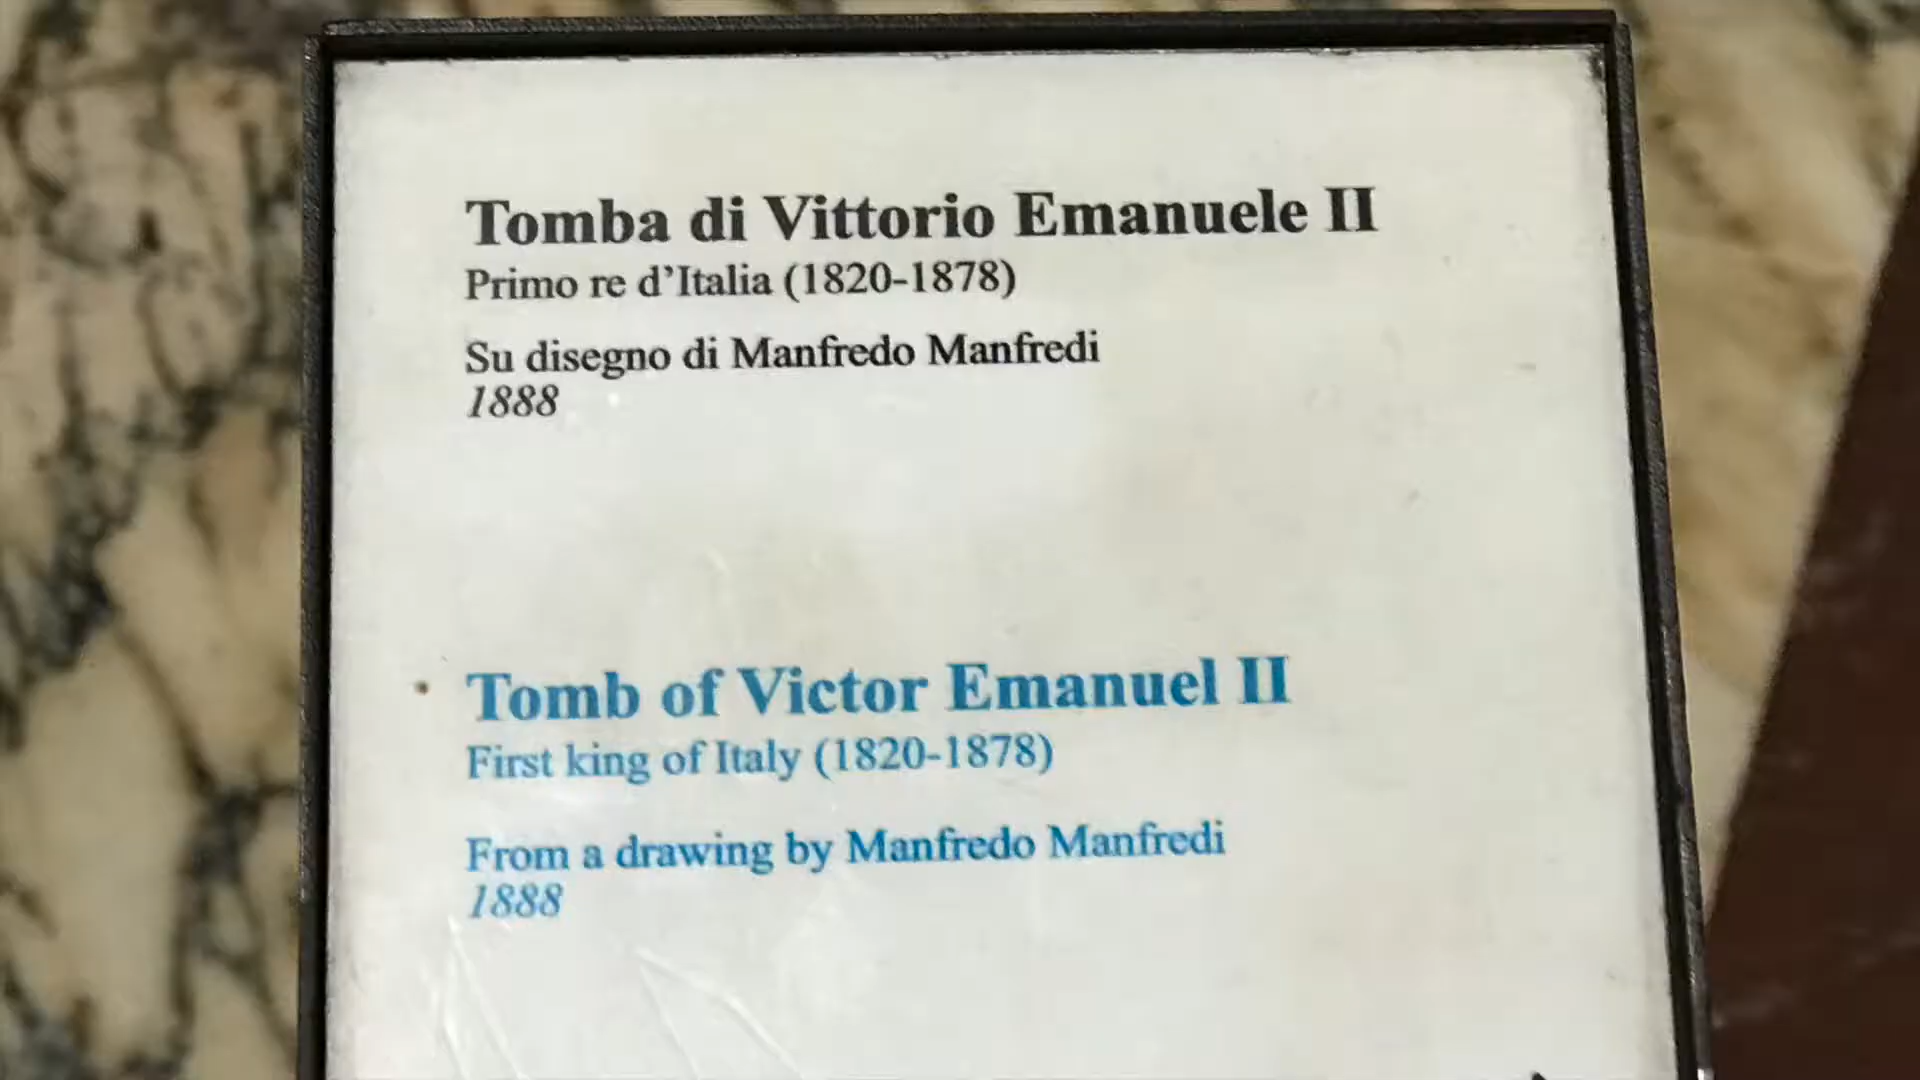 Tomba di Vittorio Emanuele II
Primo re d’Italia (1820-1878)
Su disegno di Manfredo Manfredi
1888
Tomb of Victor Emanuel II
First king of Italy (1820-1878)
From a drawing by Manfredo Manfredi
1888